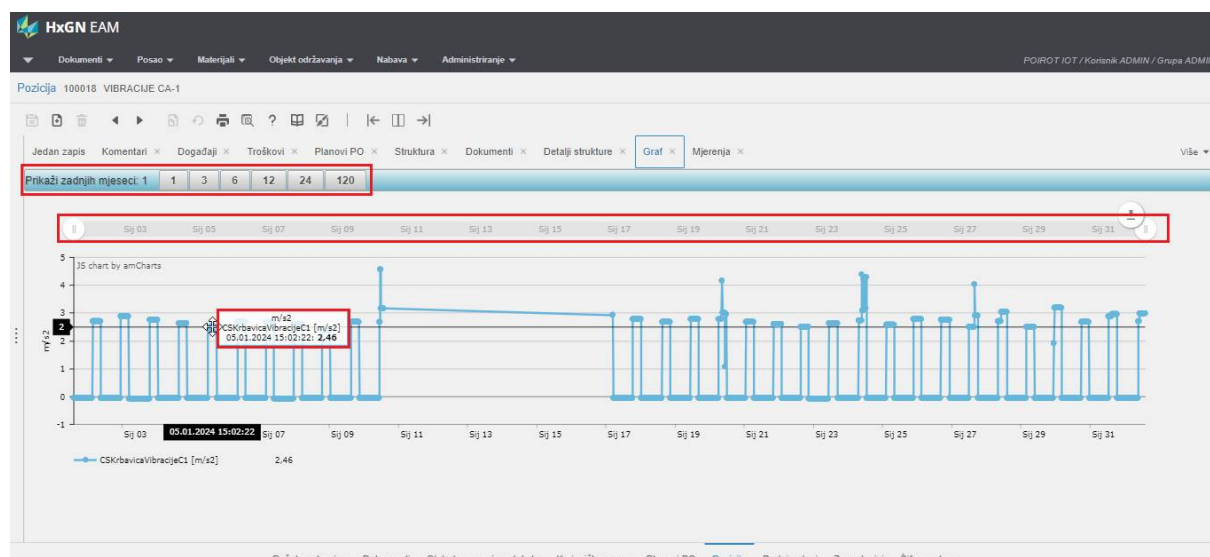 HxGN EAM
Dokumenti Posao Materijali Objekt održavanja Nabava Administriranje POIROT IOT / Korisnik ADMIN / Grupa ADMI
Pozicija 100018 VIBRACIJE CA-1
Jedan zapis Komentari × Događaji × Troškovi × Planovi PO × Struktura × Dokumenti × Detalji strukture × Graf × Mjerenja × Više
Prikaži zadnjih mjeseci: 1 1 3 6 12 24 120
Sij 03 Sij 05 Sij 07 Sij 09 Sij 11 Sij 13 Sij 15 Sij 17 Sij 19 Sij 21 Sij 23 Sij 25 Sij 27 Sij 29 Sij 31
5
JS chart by amCharts
4
3
m/s2
2
CSKrbavicaVibracijeC1 [m/s2]
05.01.2024 15:02:22: 2,46
m/s2
2
1
0
-1
Sij 03 05.01.2024 15:02:22 Sij 07 Sij 09 Sij 11 Sij 13 Sij 15 Sij 17 Sij 19 Sij 21 Sij 23 Sij 25 Sij 27 Sij 29 Sij 31
CSKrbavicaVibracijeC1 [m/s2] 2,46